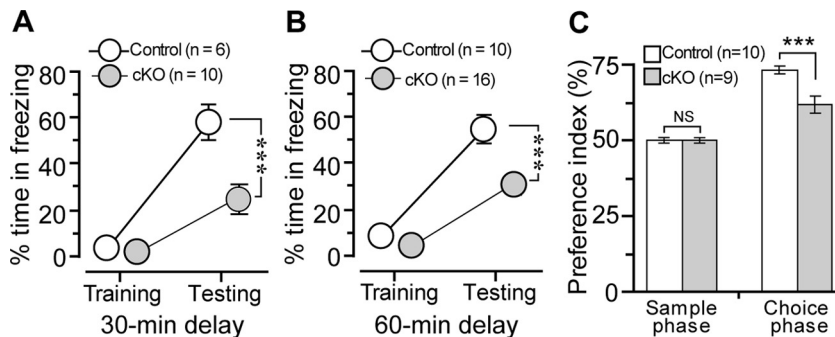 A
Control (n = 6)
cKO (n = 10)
% time in freezing
80
60
40
20
0
***
Training Testing
30-min delay
B
Control (n = 10)
cKO (n = 16)
% time in freezing
80
60
40
20
0
***
Training Testing
60-min delay
C
Control (n=10)
cKO (n=9)
Preference index (%)
75
50
25
0
NS
***
Sample phase
Choice phase